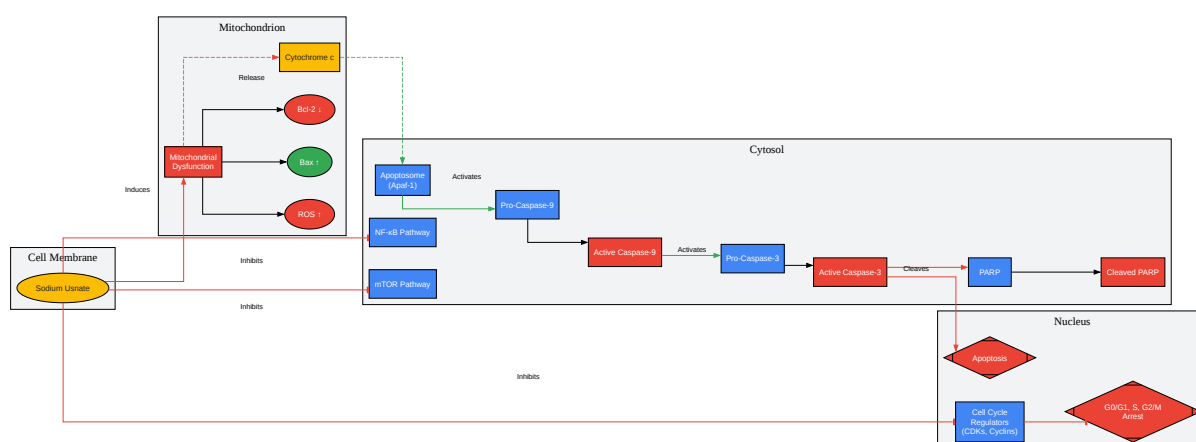 Mitochondrion
Cytochrome c
Release
Bcl-2 ↓
Mitochondrial
Dysfunction
Bax ↑
ROS ↑
Induces
Cytosol
Apoptosome
(Apaf-1)
Activates
Pro-Caspase-9
NF-κB Pathway
Active Caspase-9
Activates
Pro-Caspase-3
Active Caspase-3
Cleaves
PARP
Cleaved PARP
mTOR Pathway
Cell Membrane
Sodium Usnate
Inhibits
Inhibits
Inhibits
Nucleus
Apoptosis
Cell Cycle
Regulators
(CDKs, Cyclins)
G0/G1, S, G2/M
Arrest